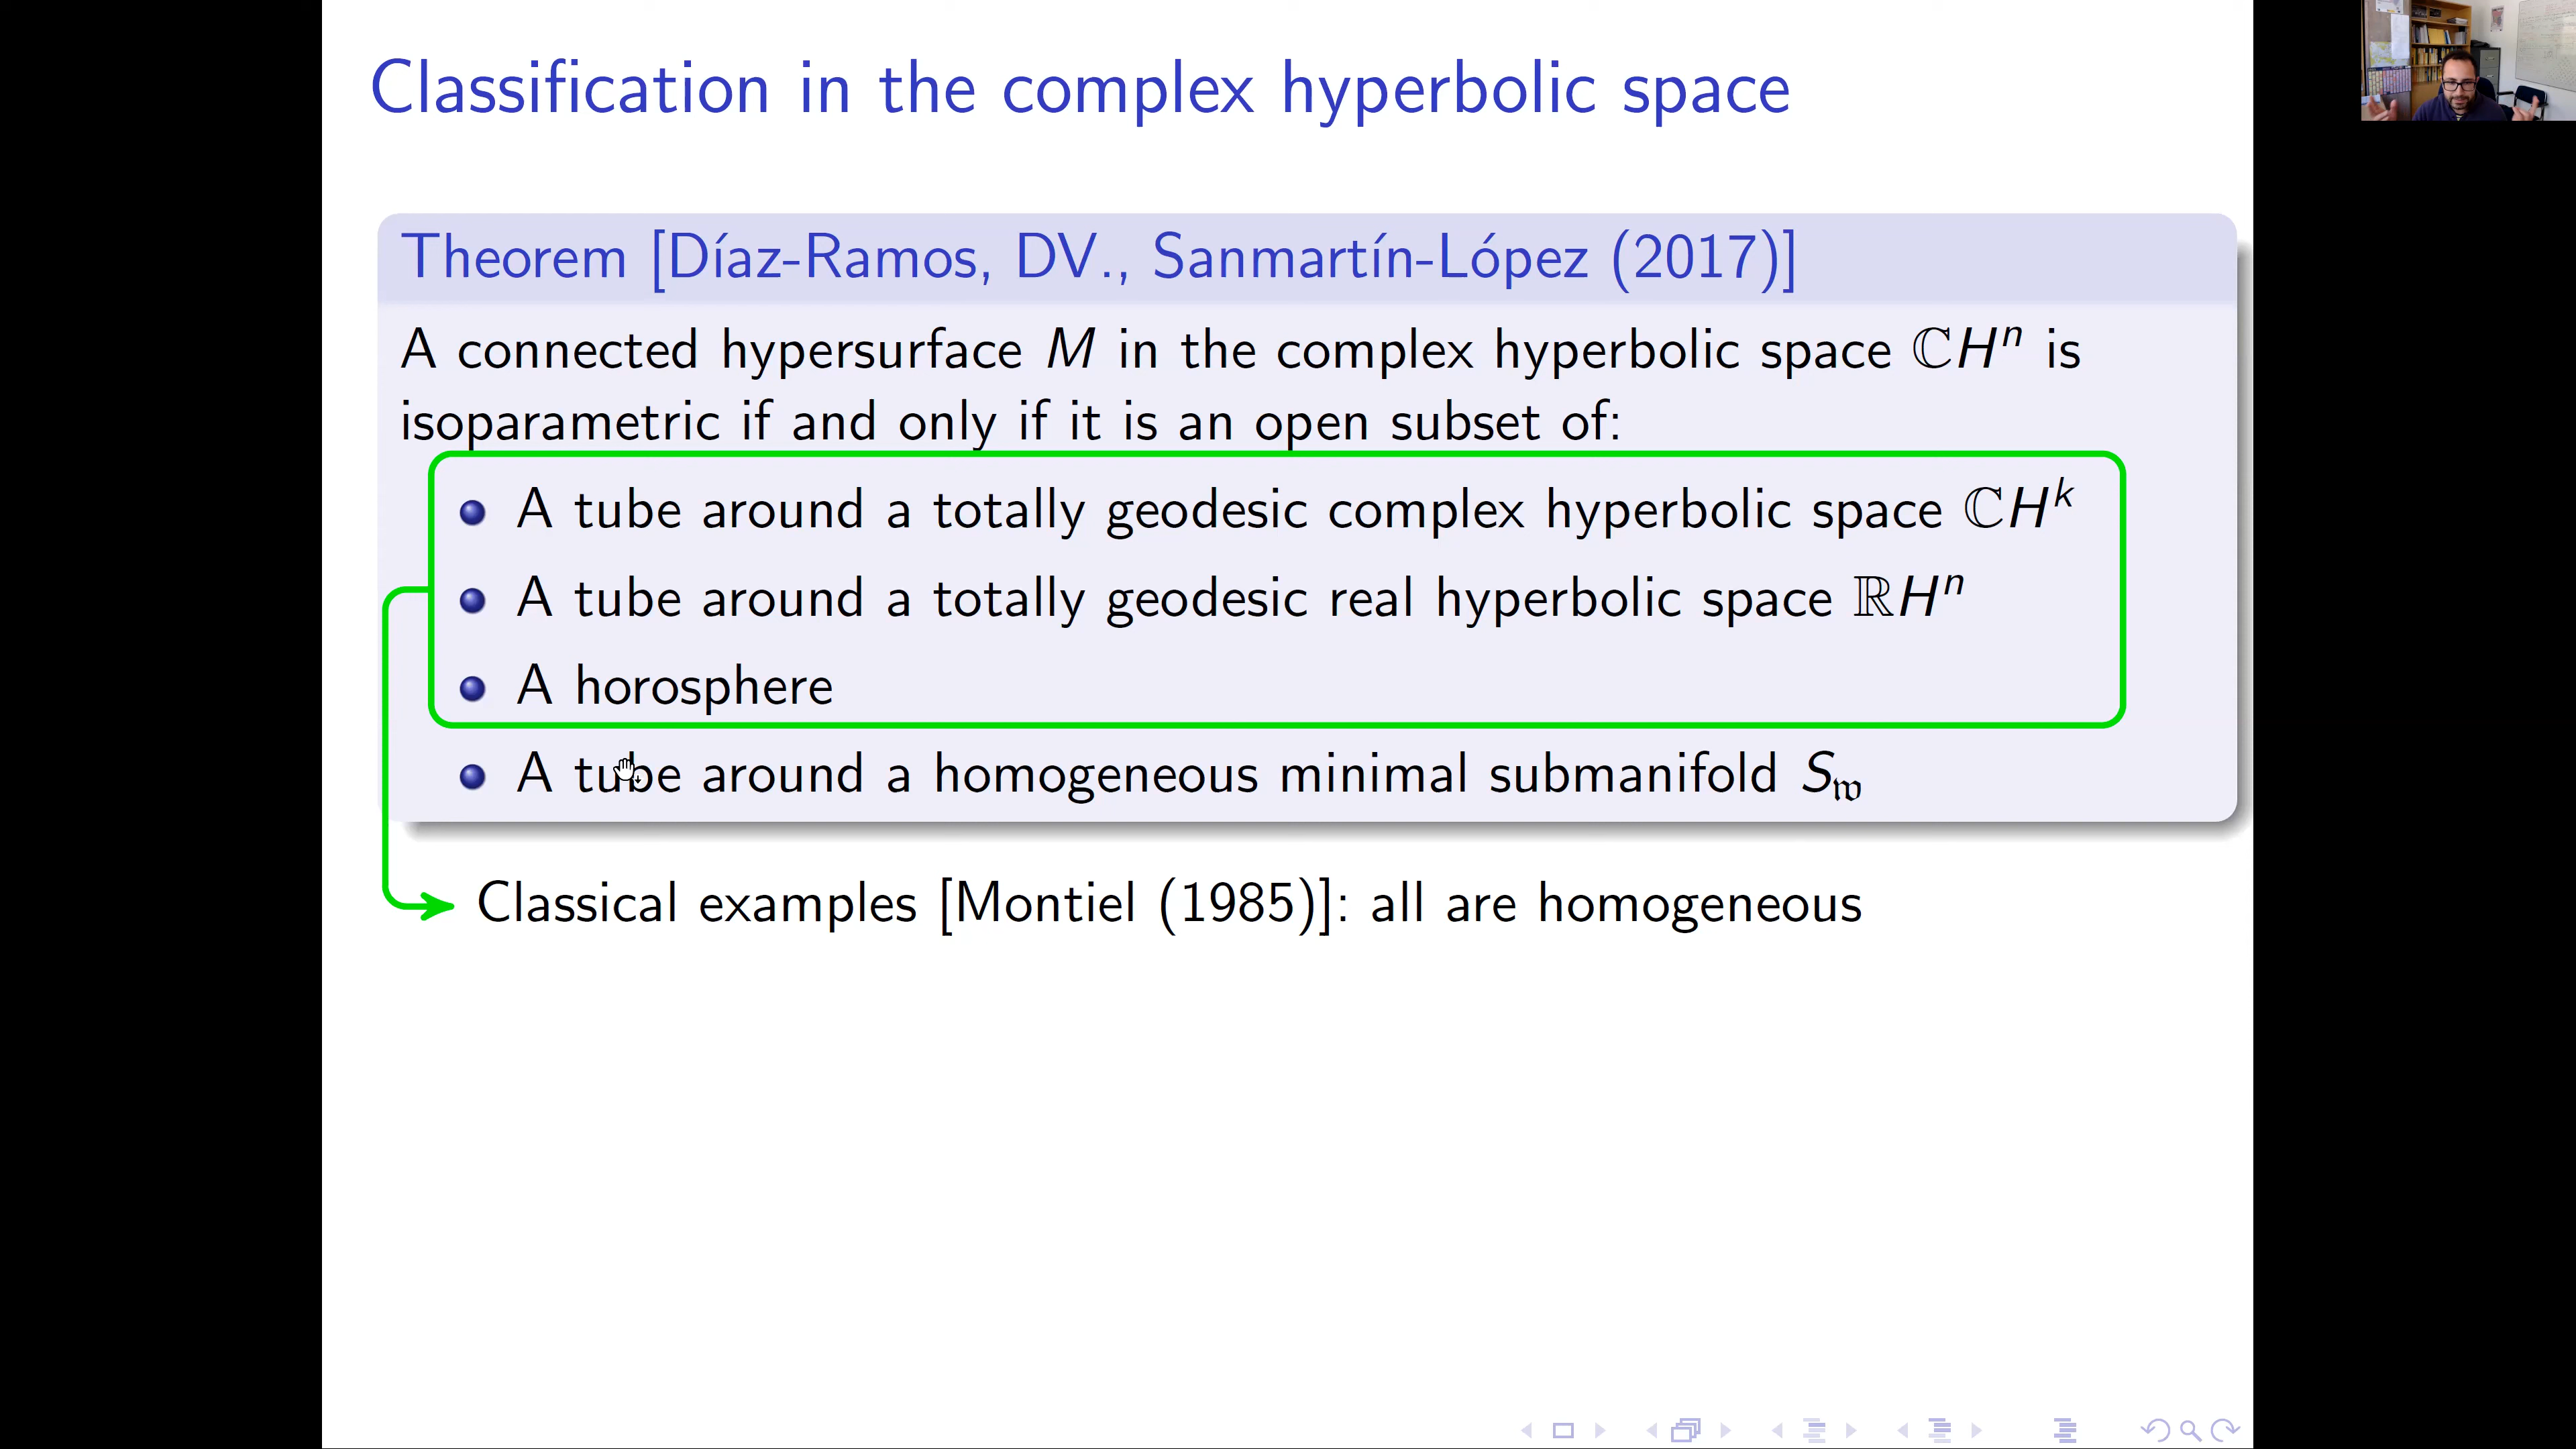 Classification in the complex hyperbolic space
Theorem [Díaz-Ramos, DV., Sanmartín-López (2017)]
A connected hypersurface M in the complex hyperbolic space ℂHⁿ is
isoparametric if and only if it is an open subset of:
A tube around a totally geodesic complex hyperbolic space ℂHᵏ
A tube around a totally geodesic real hyperbolic space ℝHⁿ
A horosphere
A tube around a homogeneous minimal submanifold S_𝔴
Classical examples [Montiel (1985)]: all are homogeneous